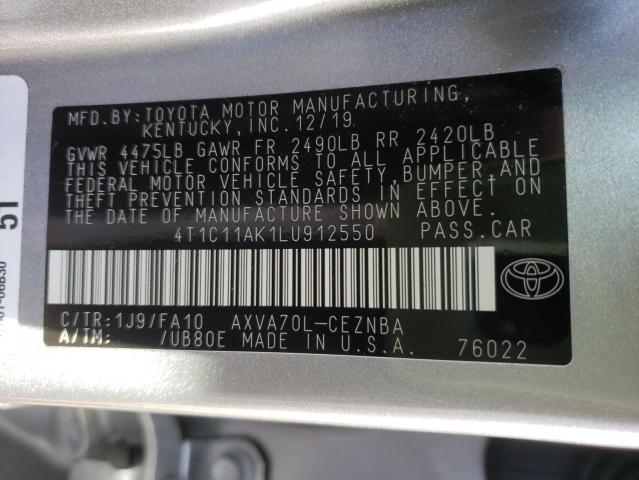 MFD.BY:TOYOTA MOTOR MANUFACTURING,
KENTUCKY,INC.12/19
GVWR 4475LB GAWR FR 2490LB RR 2420LB
THIS VEHICLE CONFORMS TO ALL APPLICABLE
FEDERAL MOTOR VEHICLE SAFETY,BUMPER,AND
THEFT PREVENTION STANDARDS IN EFFECT ON
THE DATE OF MANUFACTURE SHOWN ABOVE.
4T1C11AK1LU912550 PASS.CAR
C/TR:1J9/FA10 AXVA70L-CEZNBA
A/TM: /UB80E MADE IN U.S.A. 76022
51